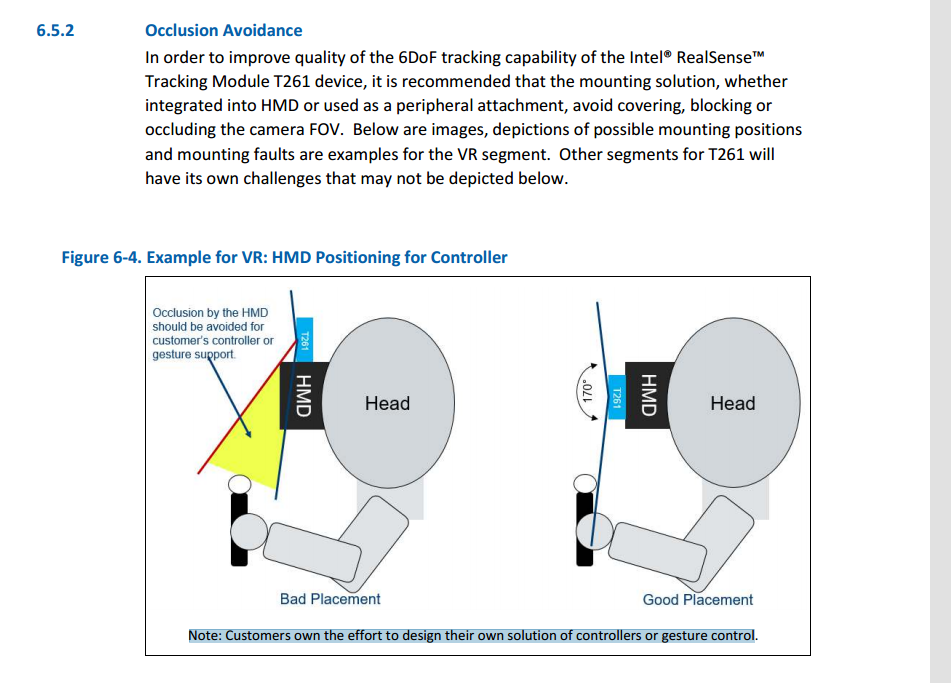 6.5.2 Occlusion Avoidance
In order to improve quality of the 6DoF tracking capability of the Intel® RealSense™
Tracking Module T261 device, it is recommended that the mounting solution, whether
integrated into HMD or used as a peripheral attachment, avoid covering, blocking or
occluding the camera FOV.  Below are images, depictions of possible mounting positions
and mounting faults are examples for the VR segment.  Other segments for T261 will
have its own challenges that may not be depicted below.
Figure 6-4. Example for VR: HMD Positioning for Controller
Occlusion by the HMD
should be avoided for
customer's controller or
gesture support.
T261
HMD
Head
Bad Placement
170°
T261
HMD
Head
Good Placement
Note: Customers own the effort to design their own solution of controllers or gesture control.